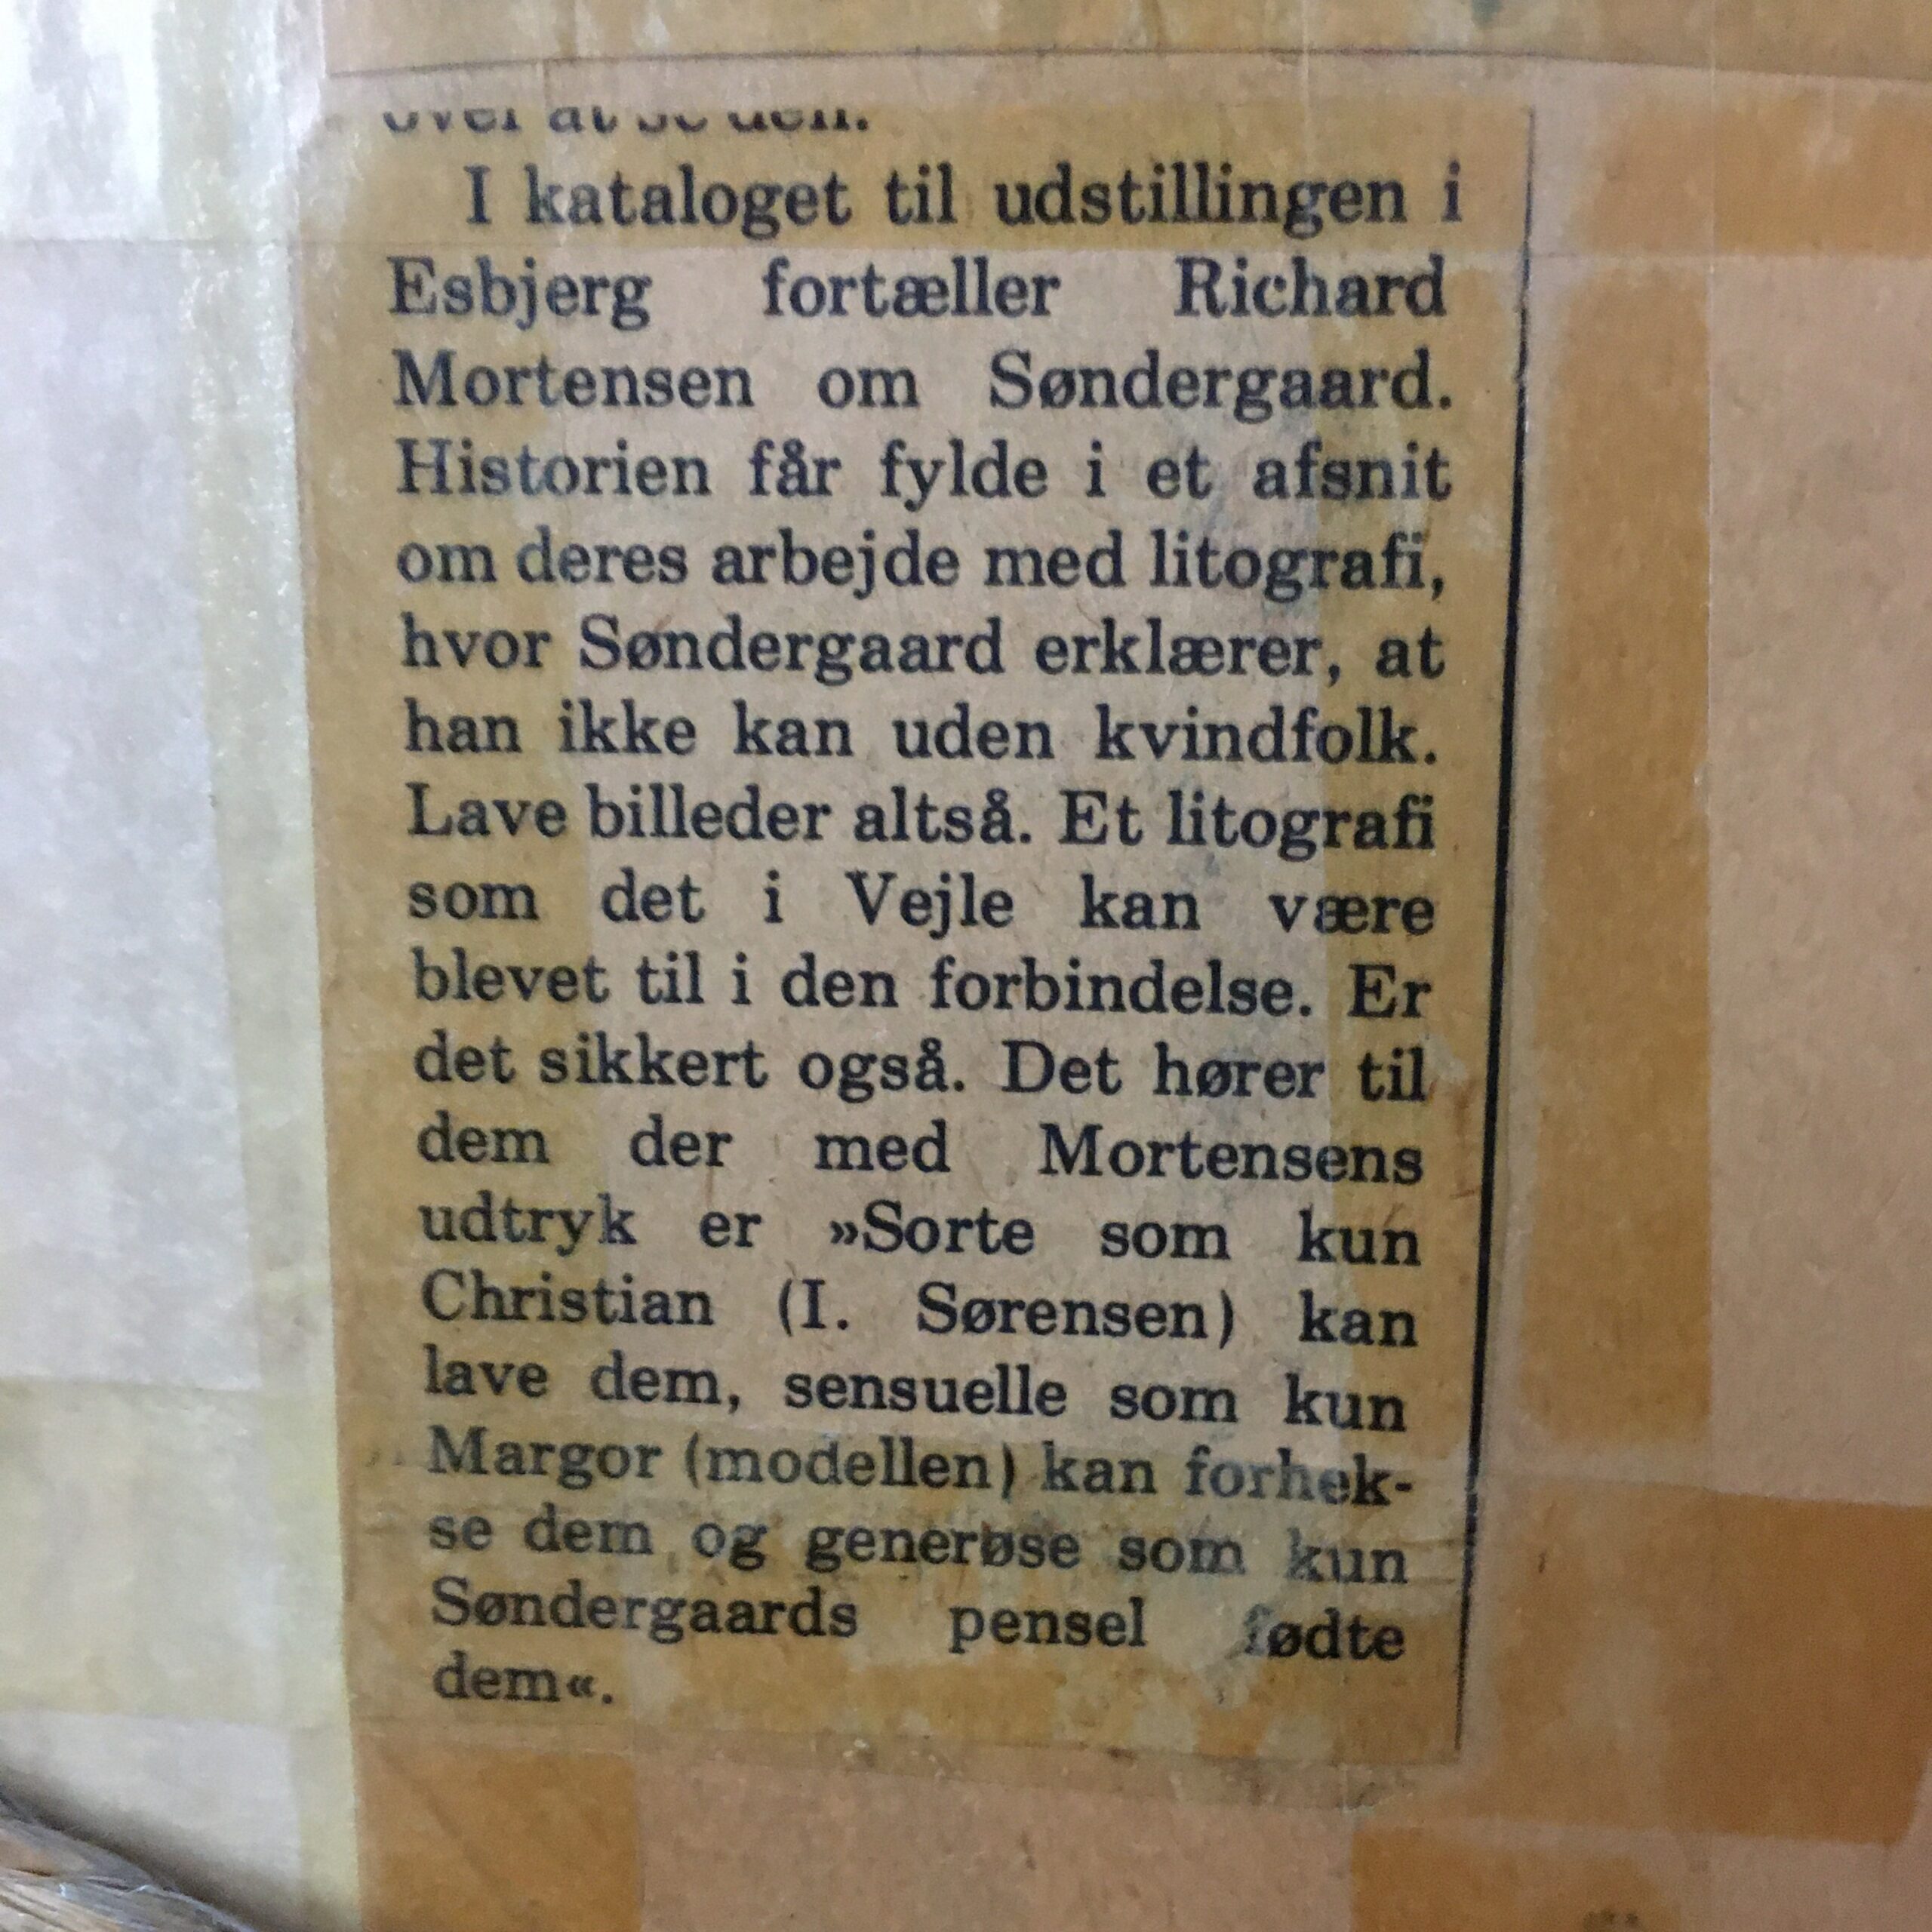 over at se den.
I kataloget til udstillingen i
Esbjerg fortæller Richard
Mortensen om Søndergaard.
Historien får fylde i et afsnit
om deres arbejde med litografi,
hvor Søndergaard erklærer, at
han ikke kan uden kvindfolk.
Lave billeder altså. Et litografi
som det i Vejle kan være
blevet til i den forbindelse. Er
det sikkert også. Det hører til
dem der med Mortensens
udtryk er »Sorte som kun
Christian (I. Sørensen) kan
lave dem, sensuelle som kun
Margor (modellen) kan forhek-
se dem og generøse som kun
Søndergaards pensel fødte
dem«.